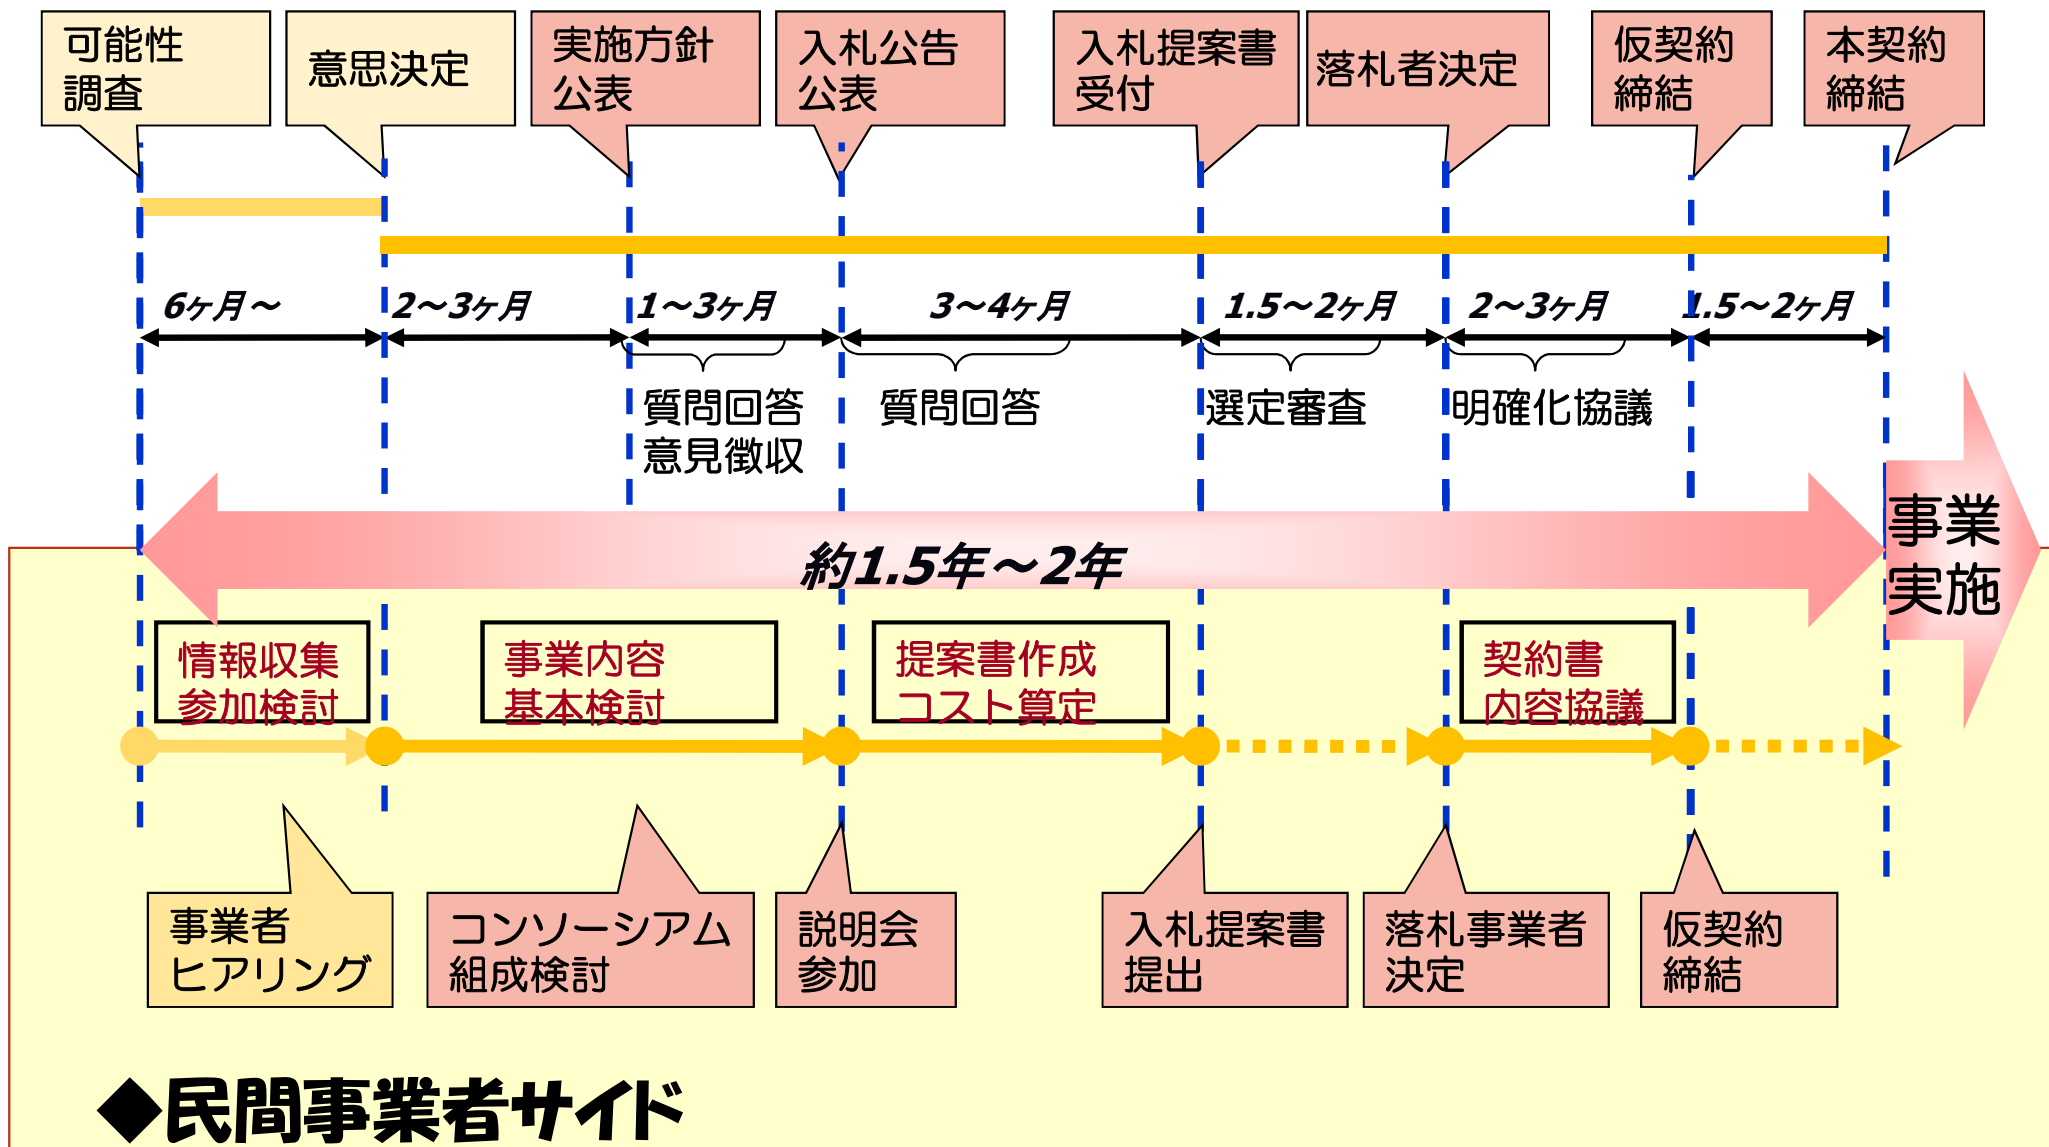 可能性
調査
意思決定
実施方針
公表
入札公告
公表
入札提案書
受付
落札者決定
仮契約
締結
本契約
締結
6ヶ月～
2～3ヶ月
1～3ヶ月
3～4ヶ月
1.5～2ヶ月
2～3ヶ月
1.5～2ヶ月
質問回答
意見徴収
質問回答
選定審査
明確化協議
約1.5年～2年
事業
実施
情報収集
参加検討
事業内容
基本検討
提案書作成
コスト算定
契約書
内容協議
事業者
ヒアリング
コンソーシアム
組成検討
説明会
参加
入札提案書
提出
落札事業者
決定
仮契約
締結
◆民間事業者サイド